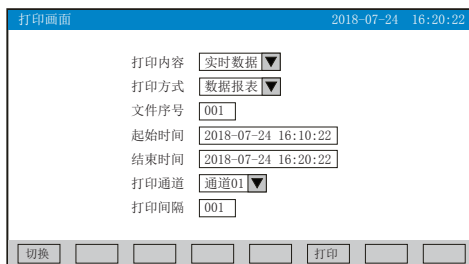 打印画面 2018-07-24 16:20:22
打印内容 实时数据
打印方式 数据报表
文件序号 001
起始时间 2018-07-24 16:10:22
结束时间 2018-07-24 16:20:22
打印通道 通道01
打印间隔 001
切换 打印